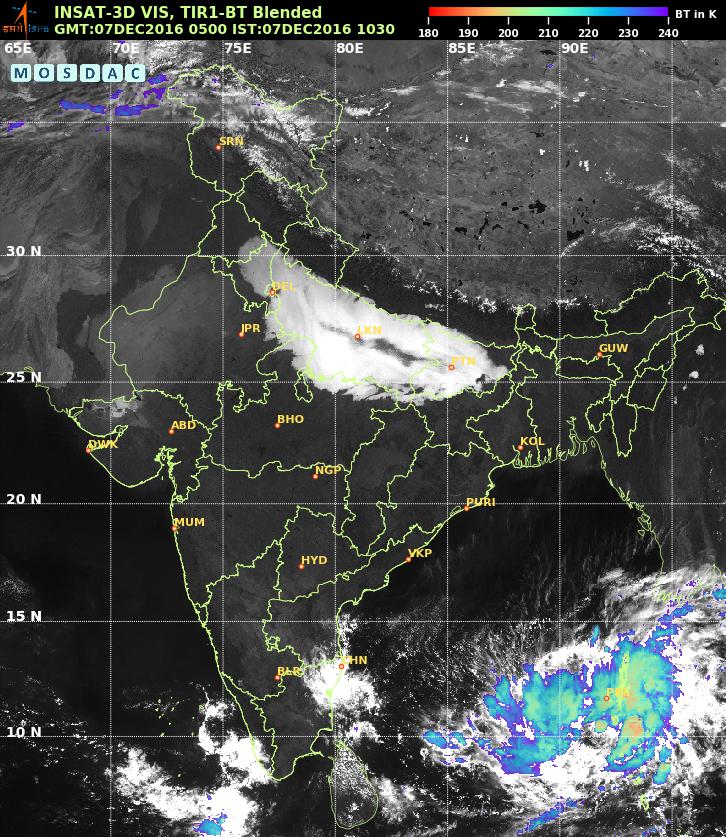 INSAT-3D VIS, TIR1-BT Blended
GMT:07DEC2016 0500 IST:07DEC2016 1030
BT in K
180 190 200 210 220 230 240
65E 70E 75E 80E 85E 90E
MOSDAC
SRN
30 N
DEL
JPR LKN
PTN GUW
25 N
ABD BHO
DWK KOL
NGP
20 N PURI
MUM
HYD VKP
15 N
BLR CHN
10 N